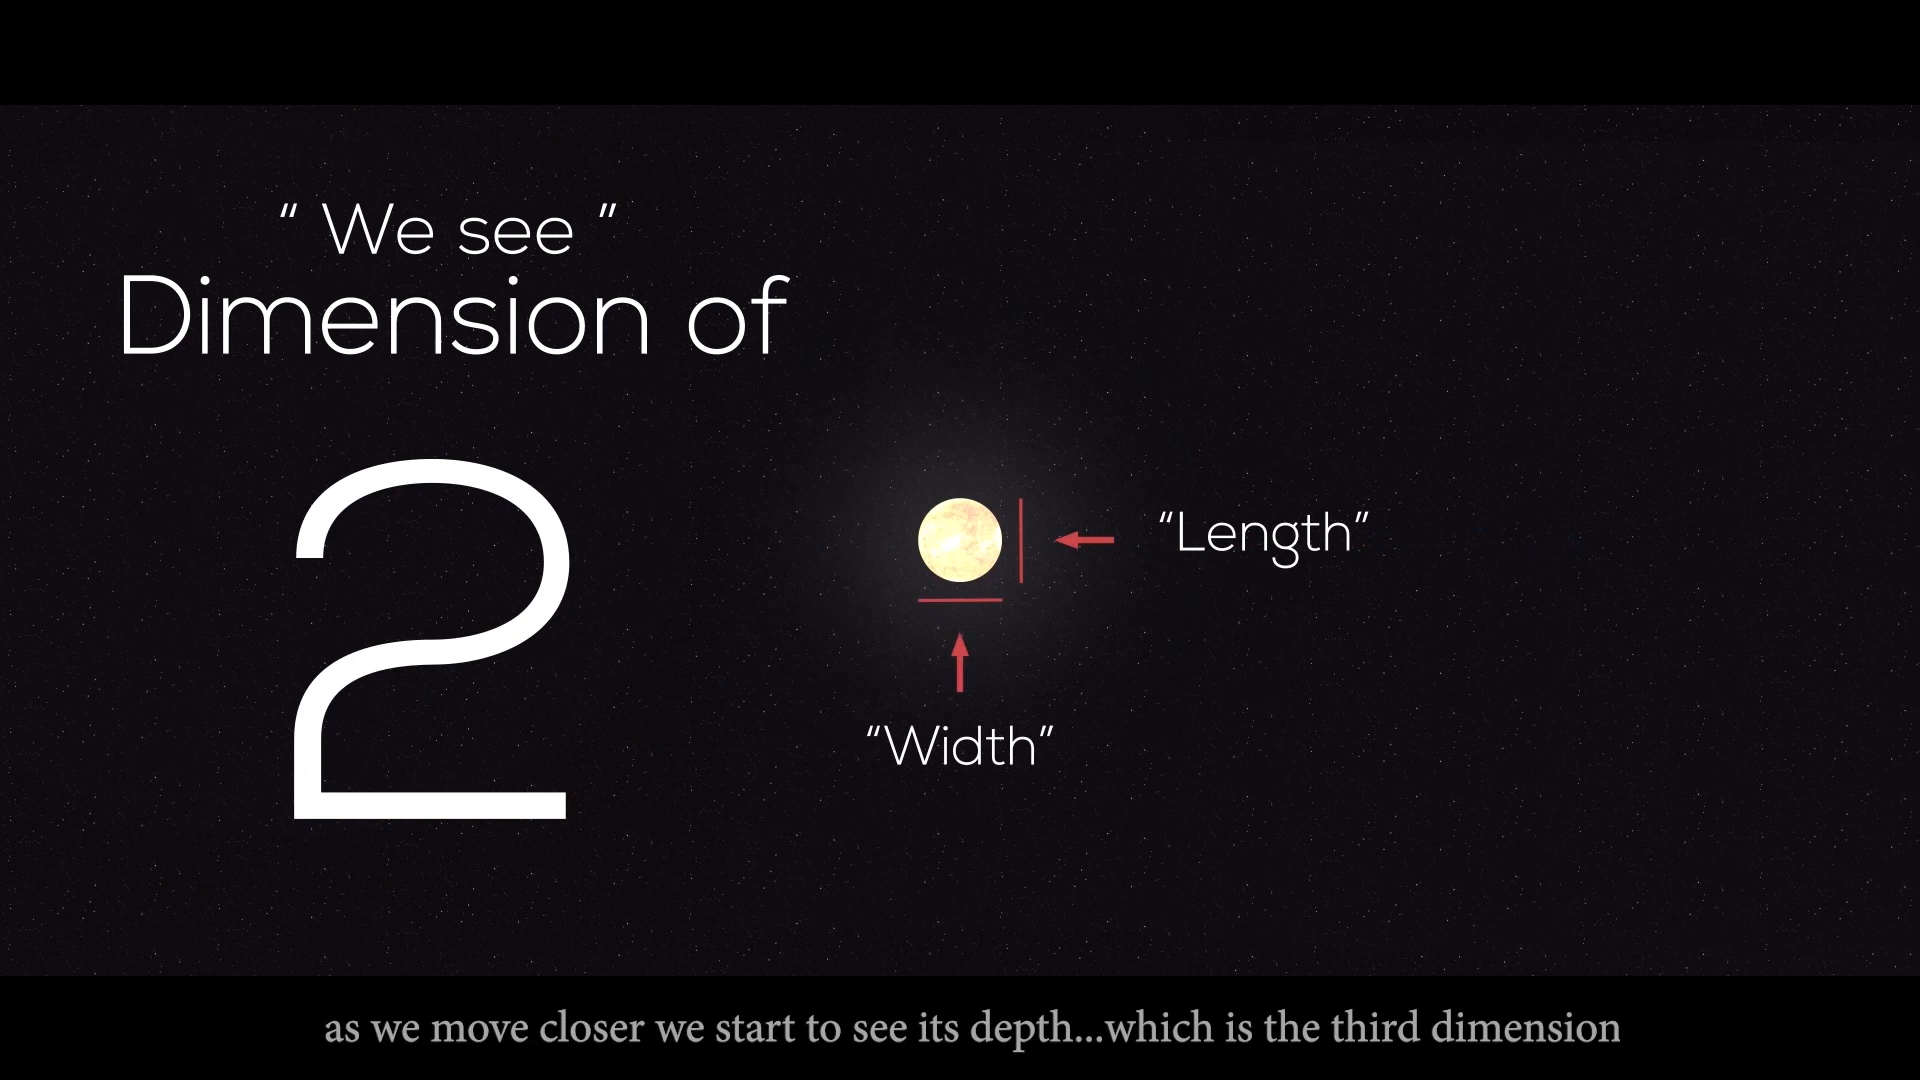 “ We see ”
Dimension of
2
“Length”
“Width”
as we move closer we start to see its depth...which is the third dimension